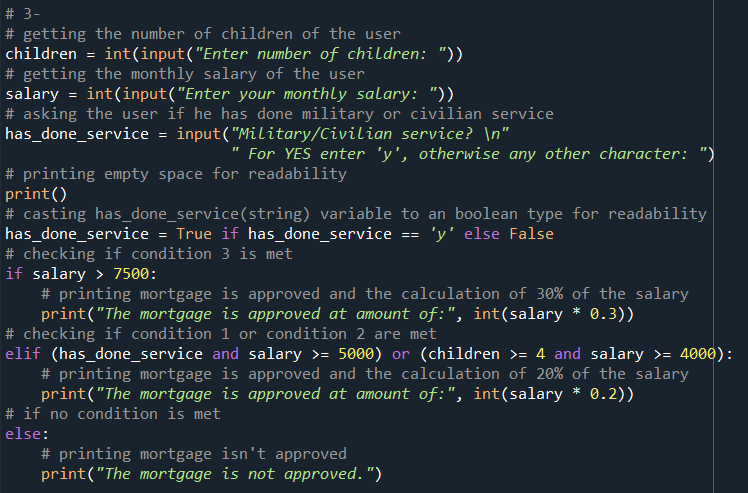 # 3-
# getting the number of children of the user
children = int(input("Enter number of children: "))
# getting the monthly salary of the user
salary = int(input("Enter your monthly salary: "))
# asking the user if he has done military or civilian service
has_done_service = input("Military/Civilian service? \n"
                         " For YES enter 'y', otherwise any other character: ")
# printing empty space for readability
print()
# casting has_done_service(string) variable to an boolean type for readability
has_done_service = True if has_done_service == 'y' else False
# checking if condition 3 is met
if salary > 7500:
    # printing mortgage is approved and the calculation of 30% of the salary
    print("The mortgage is approved at amount of:", int(salary * 0.3))
# checking if condition 1 or condition 2 are met
elif (has_done_service and salary >= 5000) or (children >= 4 and salary >= 4000):
    # printing mortgage is approved and the calculation of 20% of the salary
    print("The mortgage is approved at amount of:", int(salary * 0.2))
# if no condition is met
else:
    # printing mortgage isn't approved
    print("The mortgage is not approved.")